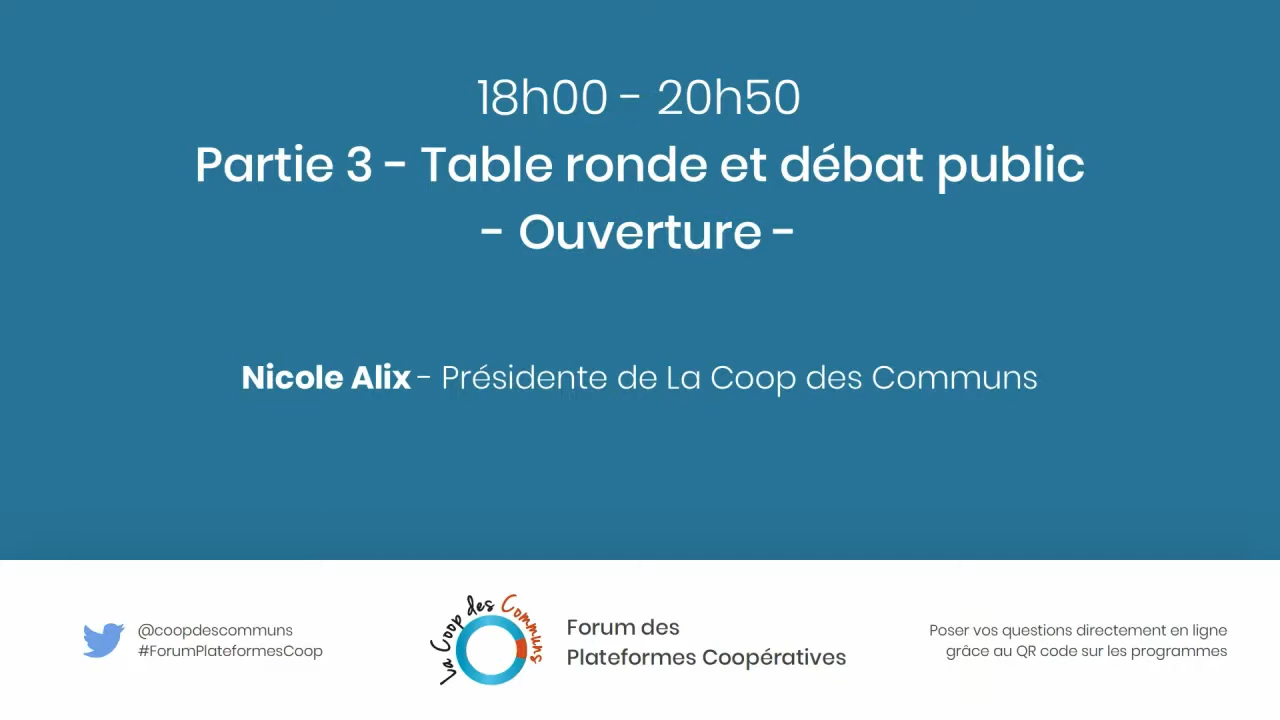 18h00 - 20h50
Partie 3 - Table ronde et débat public
- Ouverture -
Nicole Alix - Présidente de La Coop des Communs
@coopdescommuns
#ForumPlateformesCoop
La Coop des Communs
Forum des
Plateformes Coopératives
Poser vos questions directement en ligne
grâce au QR code sur les programmes